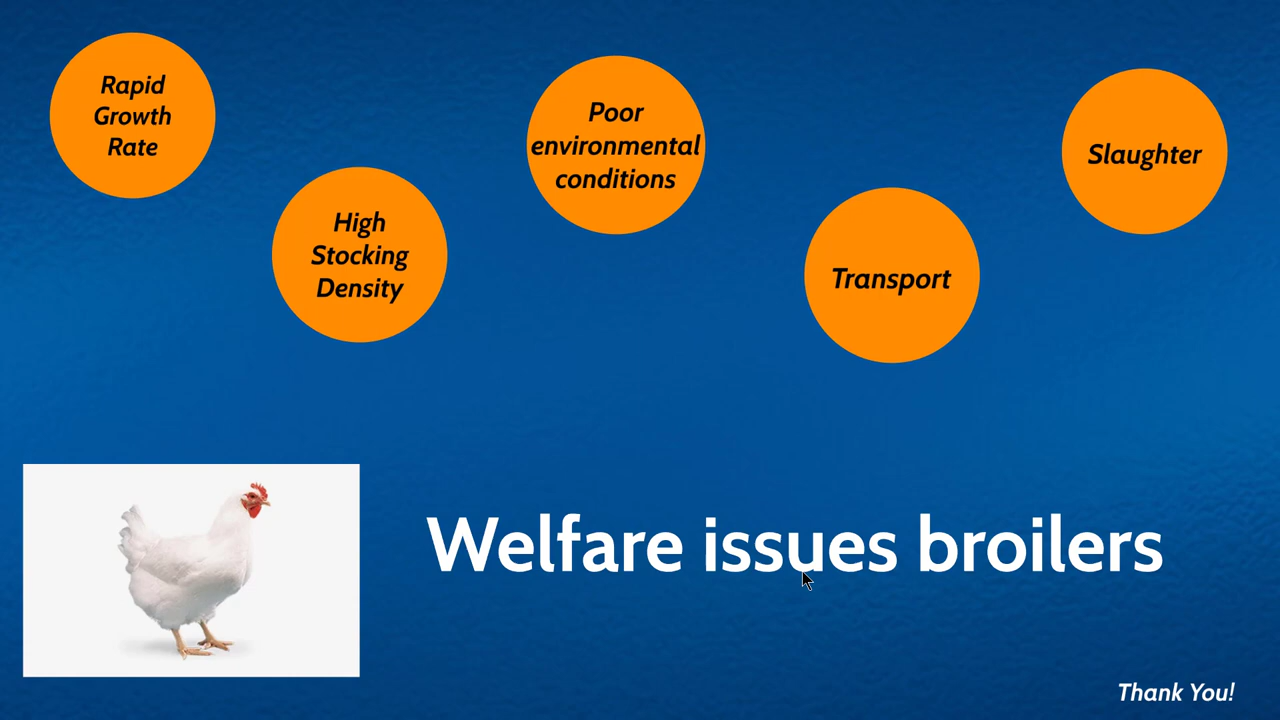 Rapid
Growth
Rate
High
Stocking
Density
Poor
environmental
conditions
Transport
Slaughter
Welfare issues broilers
Thank You!